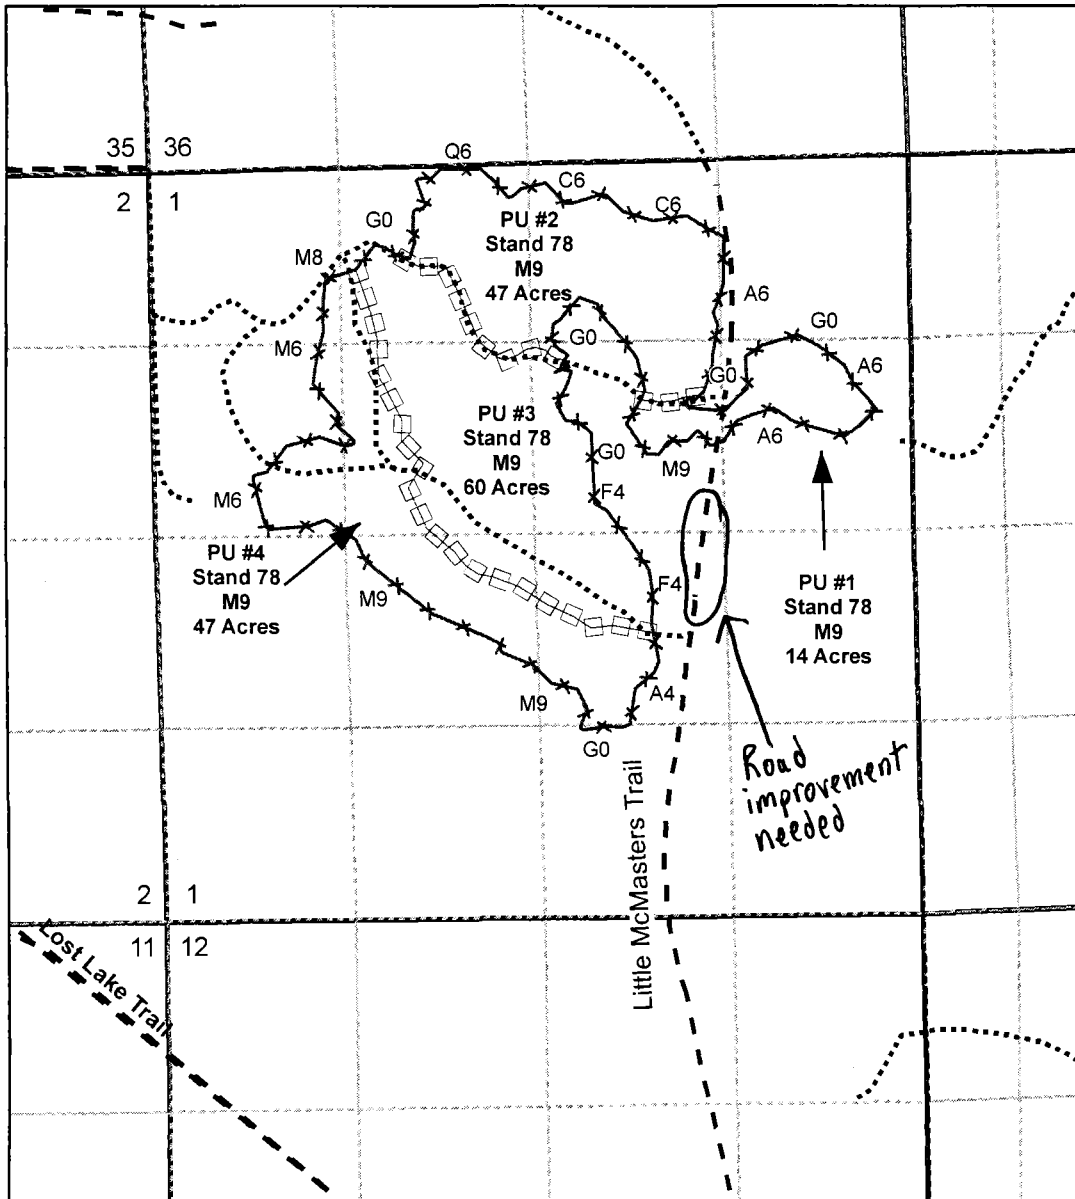 35 36
2 1
Q6
C6
C6
G0
PU #2
Stand 78
M9
47 Acres
M8
A6
G0
G0
M6
G0
A6
PU #3
Stand 78
M9
60 Acres
A6
G0
M9
F4
M6
PU #4
Stand 78
M9
47 Acres
M9
F4
PU #1
Stand 78
M9
14 Acres
M9
A4
G0
Road
improvement
needed
Little McMasters Trail
2 1
11 12
Lost Lake Trail